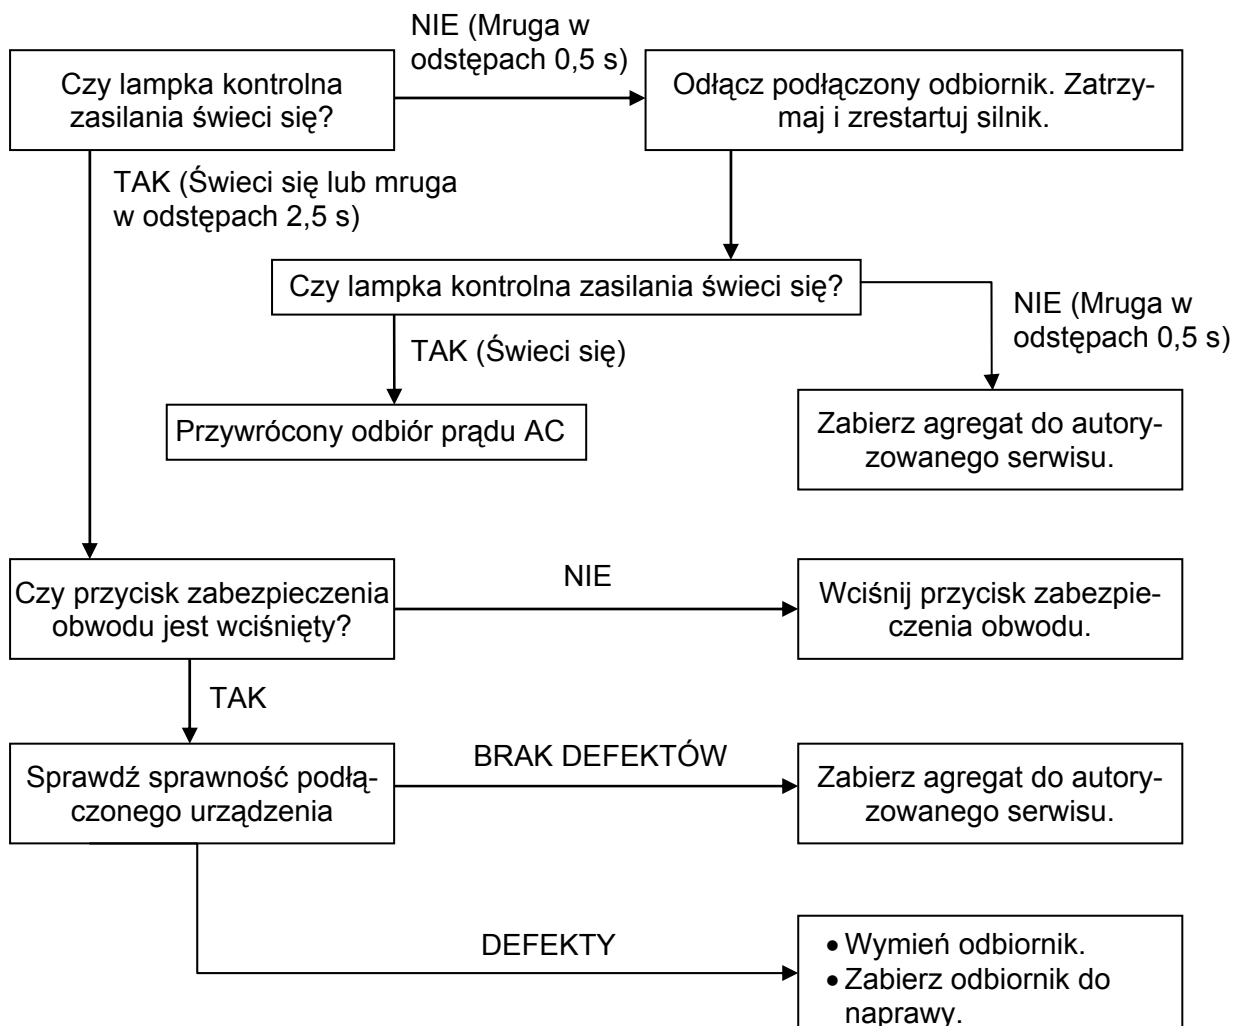 NIE (Mruga w
odstępach 0,5 s)
Czy lampka kontrolna
zasilania świeci się?
Odłącz podłączony odbiornik. Zatrzy-
maj i zrestartuj silnik.
TAK (Świeci się lub mruga
w odstępach 2,5 s)
Czy lampka kontrolna zasilania świeci się?
NIE (Mruga w
odstępach 0,5 s)
TAK (Świeci się)
Przywrócony odbiór prądu AC
Zabierz agregat do autory-
zowanego serwisu.
Czy przycisk zabezpieczenia
obwodu jest wciśnięty?
NIE
Wciśnij przycisk zabezpie-
czenia obwodu.
TAK
Sprawdź sprawność podłą-
czonego urządzenia
BRAK DEFEKTÓW
Zabierz agregat do autory-
zowanego serwisu.
DEFEKTY
• Wymień odbiornik.
• Zabierz odbiornik do
naprawy.